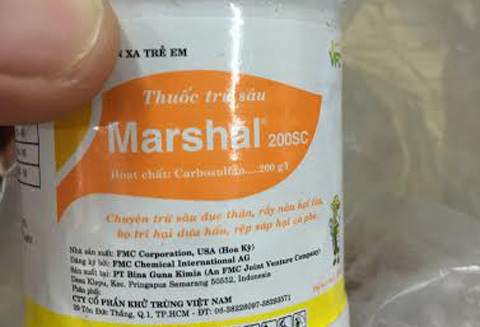 N XA TRẺ EM
Thuốc trừ sâu
Marshal® 200SC
Hoạt chất: Carbosulfan....200 g/l
Chuyên trừ sâu đục thân, rầy nâu hại lúa,
bọ trĩ hại dưa hấu, rệp sáp hại cà phê.
Nhà sản xuất: FMC Corporation, USA (Hoa Kỳ)
Đăng ký bởi: FMC Chemical International AG
Sản xuất tại: PT Bina Guna Kimia (An FMC Joint Venture Company)
Desa Klepu, Kec. Pringapus Semarang 50552, Indonesia
Phân phối:
CTY CỔ PHẦN KHỬ TRÙNG VIỆT NAM
29 Tôn Đức Thắng, Q.1, TP.HCM - ĐT: 08-38228097-38293571